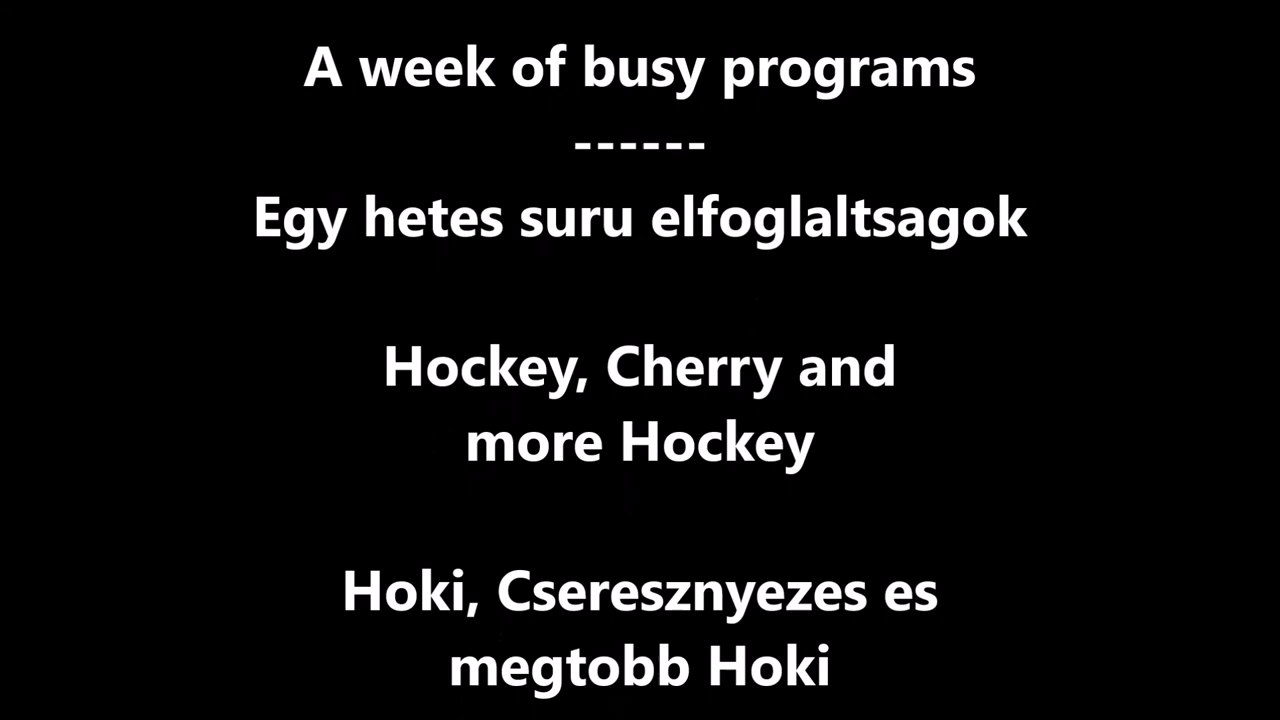 A week of busy programs
------
Egy hetes suru elfoglaltsagok
Hockey, Cherry and
more Hockey
Hoki, Cseresznyezes es
megtobb Hoki